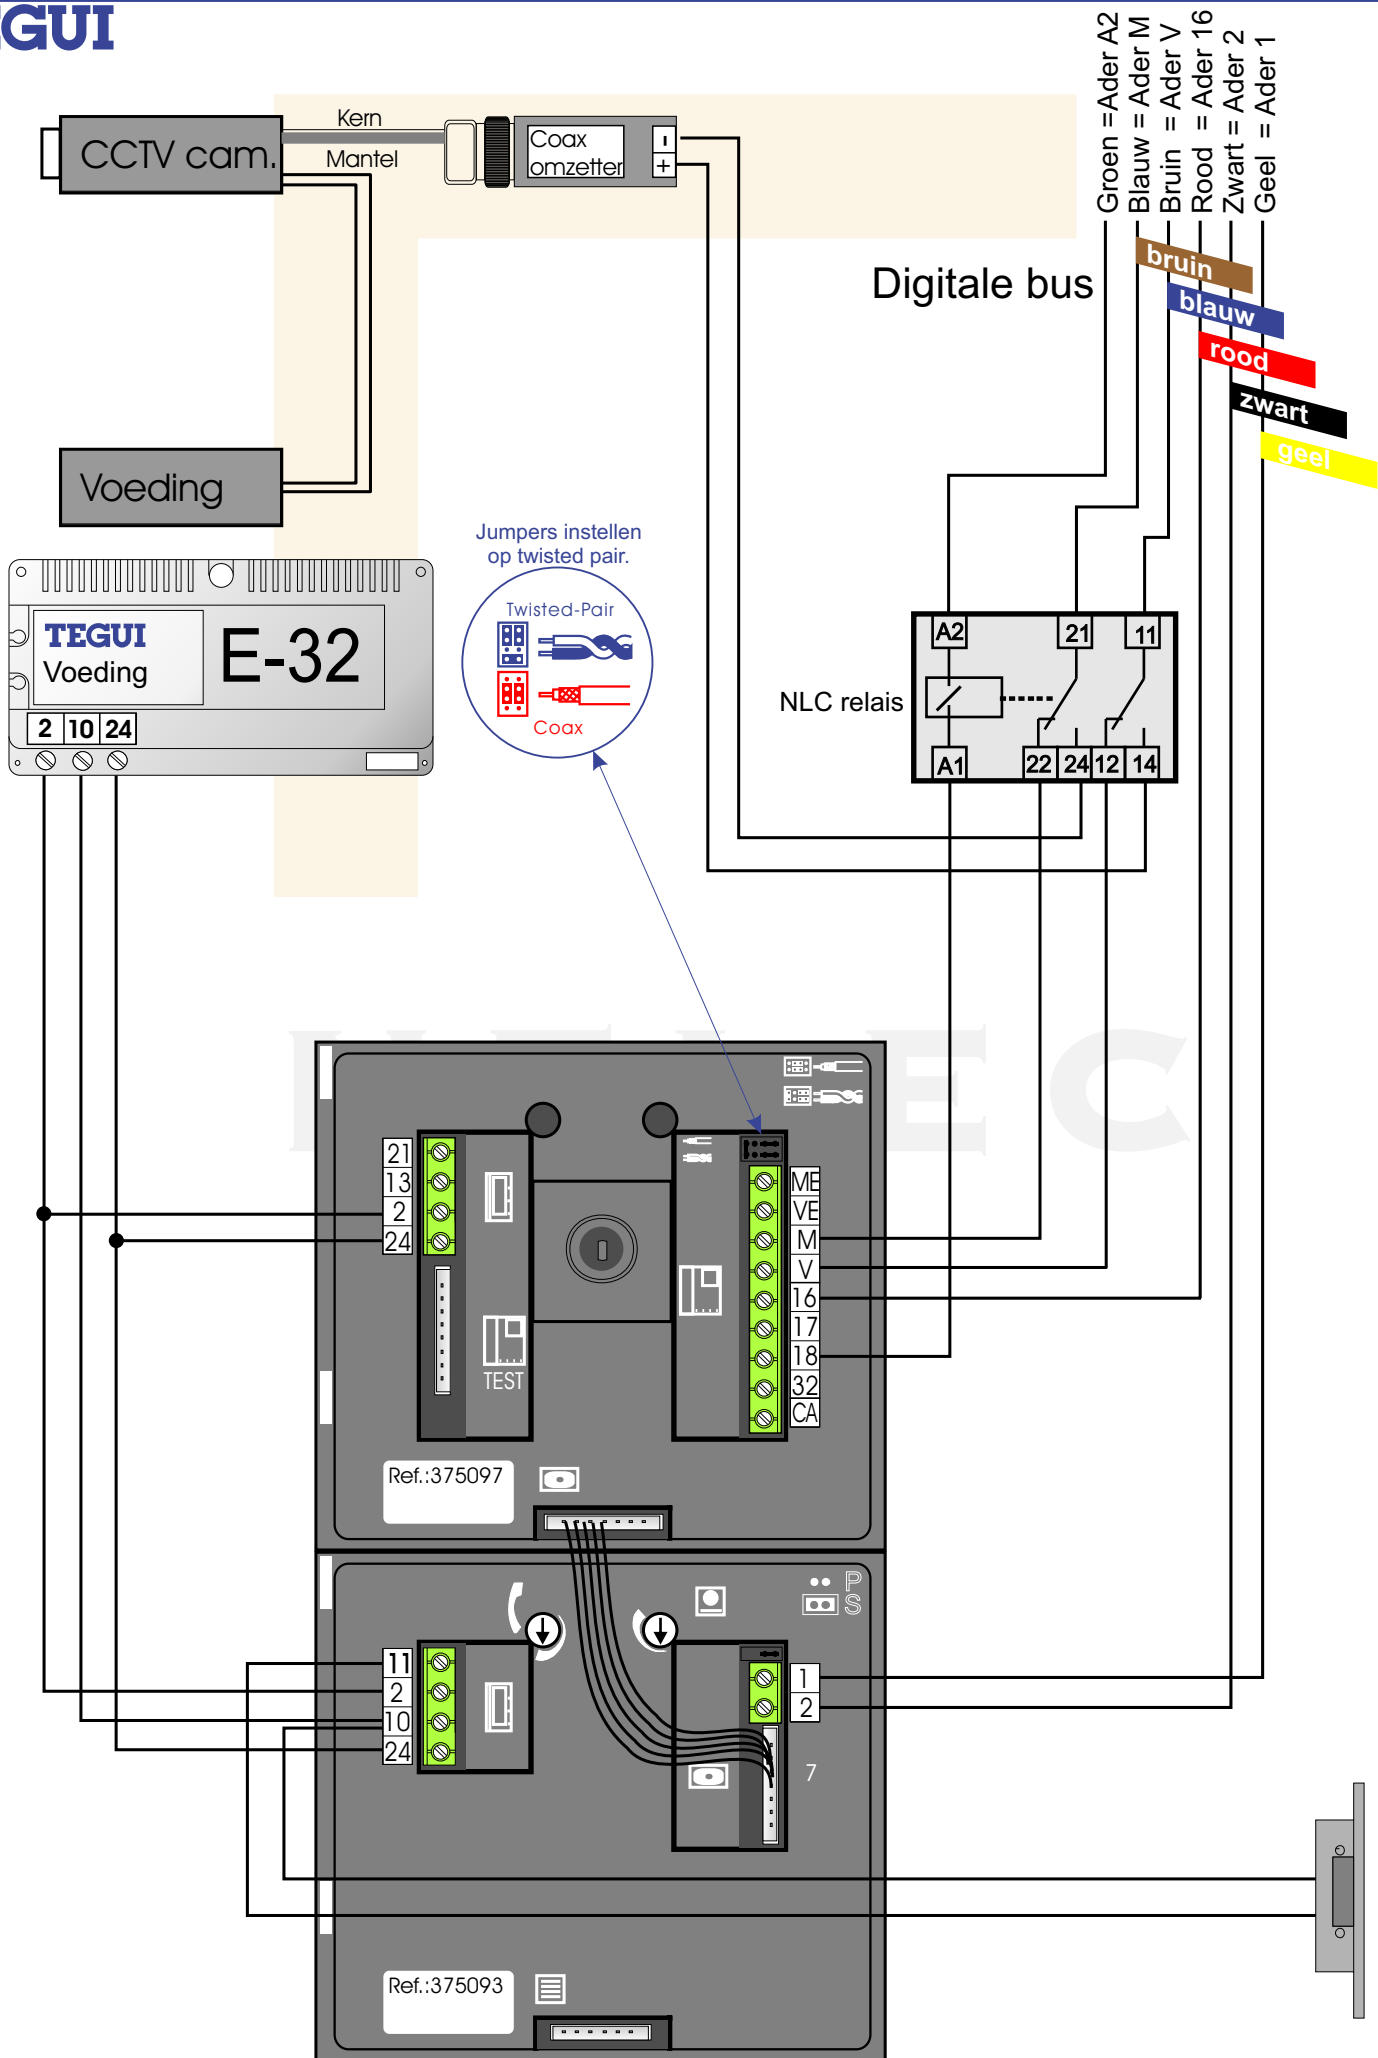 EGUI
Groen =Ader A2
Blauw = Ader M
Bruin = Ader V
Rood = Ader 16
Zwart = Ader 2
Geel = Ader 1
CCTV cam.
Kern
Mantel
Coax
omzetter
-
+
Digitale bus
bruin
blauw
rood
zwart
geel
Voeding
Jumpers instellen
op twisted pair.
Twisted-Pair
Coax
TEGUI
Voeding
E-32
2 10 24
NLC relais
A2 21 11
A1 22 24 12 14
21
13
2
24
TEST
ME
VE
M
V
16
17
18
32
CA
Ref.:375097
P
S
11
2
10
24
1
2
7
Ref.:375093